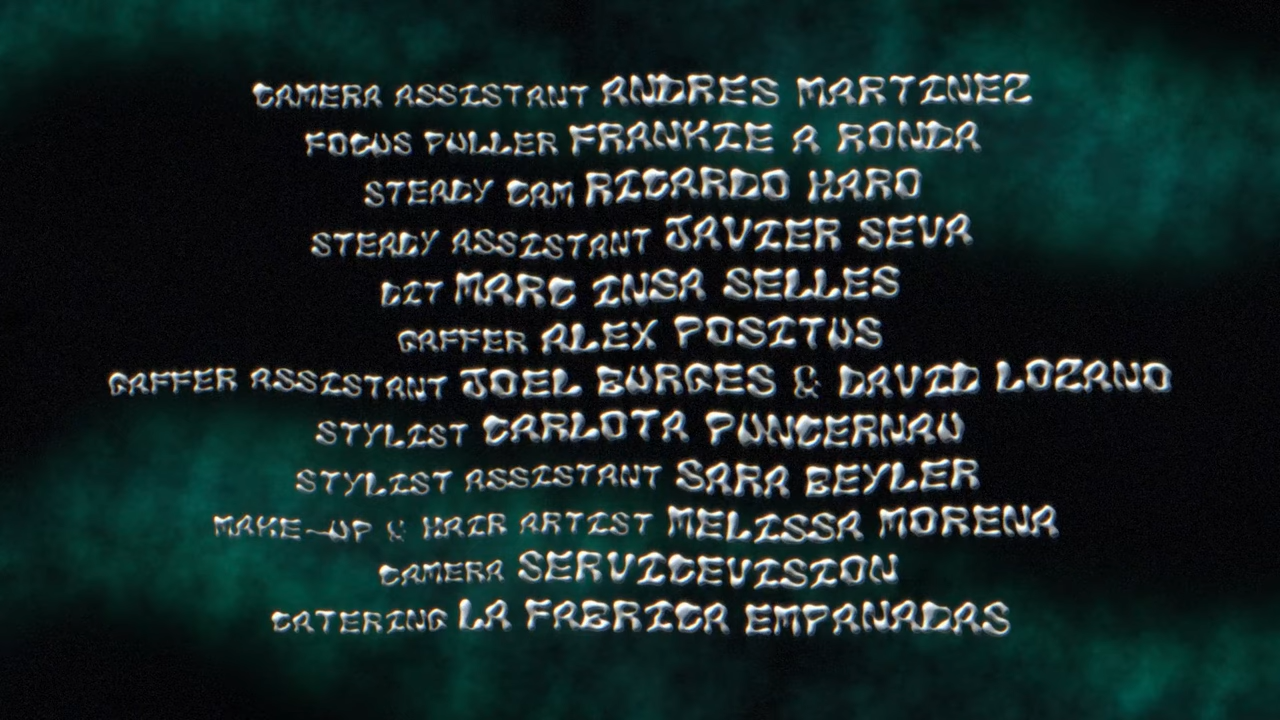 CAMERA ASSISTANT ANDRES MARTINEZ
FOCUS PULLER FRANKIE A RONDA
STEADY CAM RICARDO HARO
STEADY ASSISTANT JAVIER SEVA
DIT MARC INSA SELLES
GAFFER ALEX POSITUS
GAFFER ASSISTANT JOEL BURGES & DAVID LOZANO
STYLIST CARLOTA PUNCERNAU
STYLIST ASSISTANT SARA BEYLER
MAKE-UP & HAIR ARTIST MELISSA MORENA
CAMERA SERVICEVISION
CATERING LA FABRICA EMPANADAS